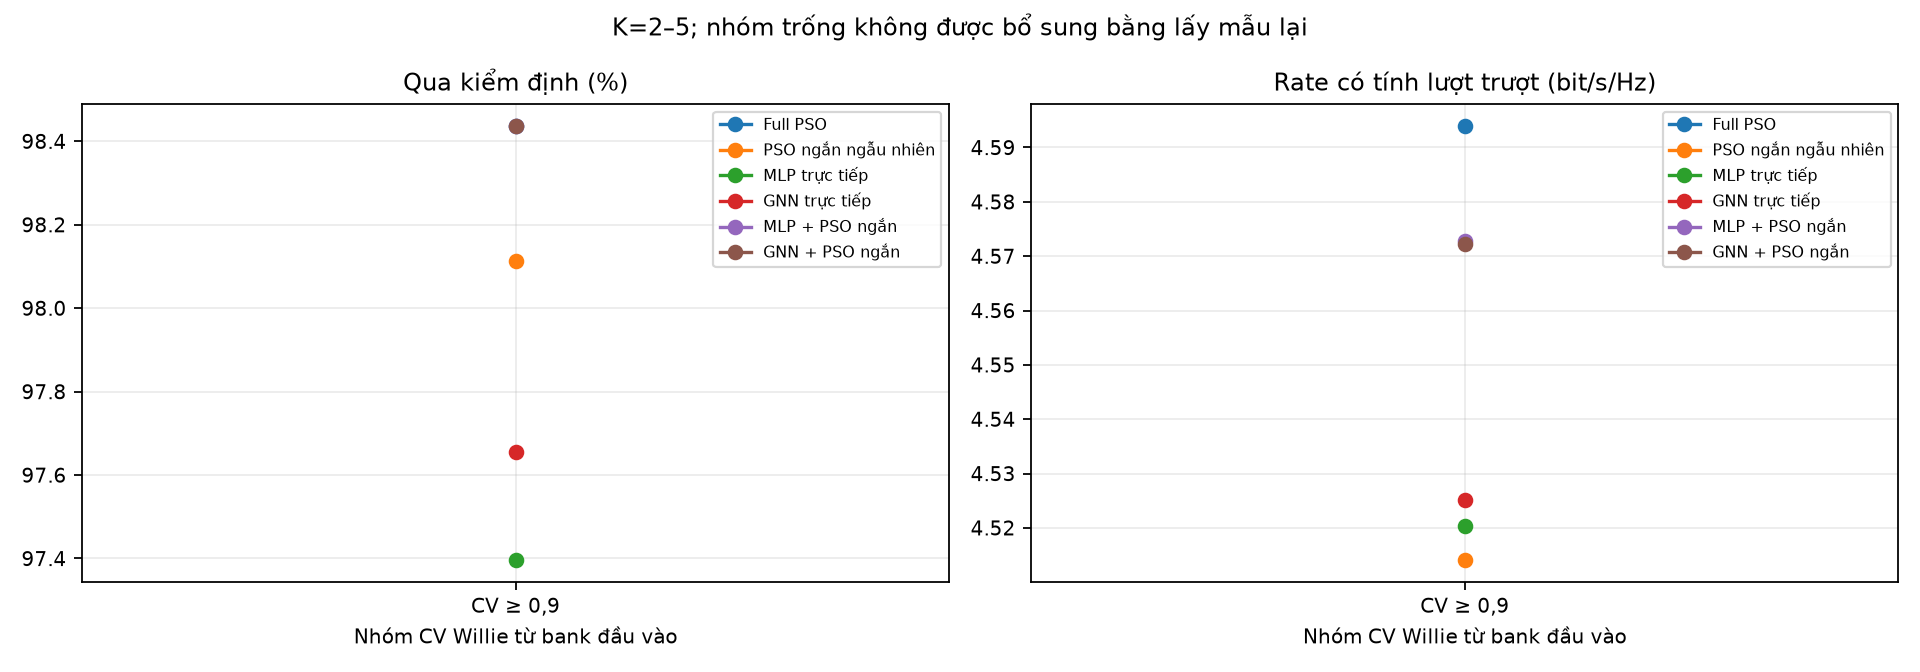 K=2–5; nhóm trống không được bổ sung bằng lấy mẫu lại
Qua kiểm định (%)
98.4
98.2
98.0
97.8
97.6
97.4
Full PSO
PSO ngắn ngẫu nhiên
MLP trực tiếp
GNN trực tiếp
MLP + PSO ngắn
GNN + PSO ngắn
CV ≥ 0,9
Nhóm CV Willie từ bank đầu vào
Rate có tính lượt trượt (bit/s/Hz)
4.59
4.58
4.57
4.56
4.55
4.54
4.53
4.52
Full PSO
PSO ngắn ngẫu nhiên
MLP trực tiếp
GNN trực tiếp
MLP + PSO ngắn
GNN + PSO ngắn
CV ≥ 0,9
Nhóm CV Willie từ bank đầu vào